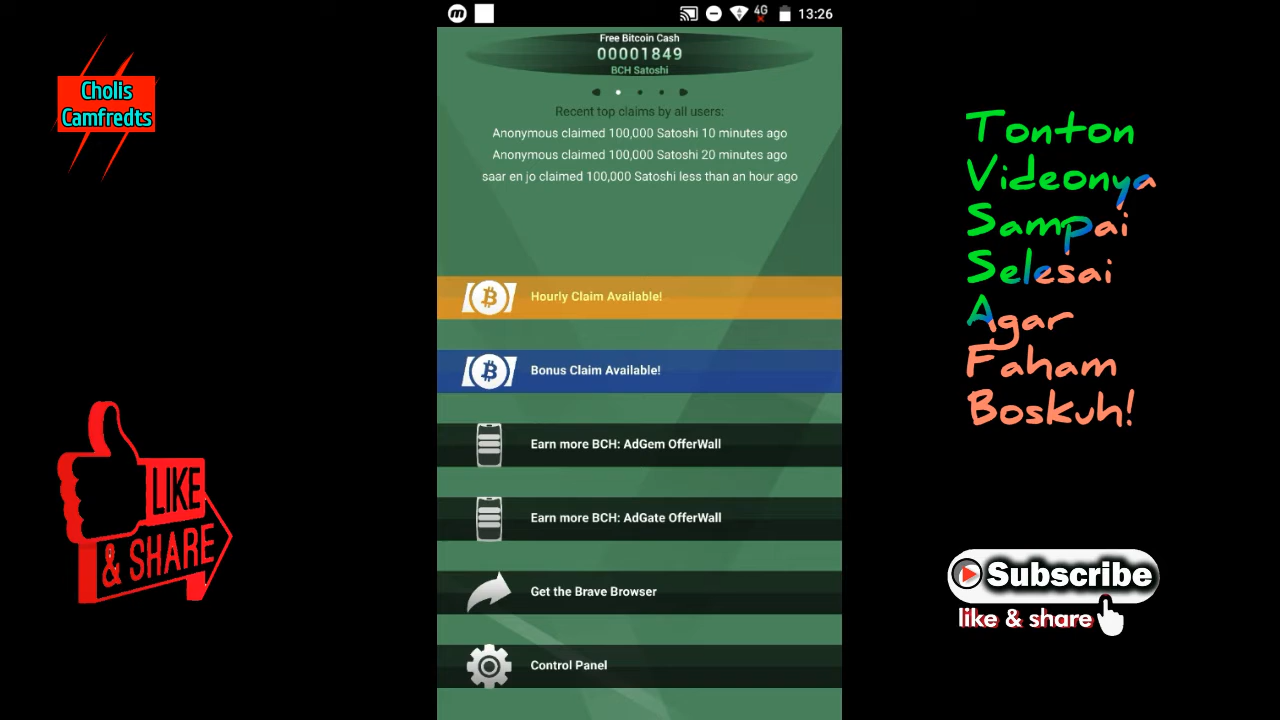 Cholis
Camfredts
4G
13:26
Free Bitcoin Cash
00001849
BCH Satoshi
Recent top claims by all users:
Anonymous claimed 100,000 Satoshi 10 minutes ago
Anonymous claimed 100,000 Satoshi 20 minutes ago
saar en jo claimed 100,000 Satoshi less than an hour ago
Hourly Claim Available!
Bonus Claim Available!
Earn more BCH: AdGem OfferWall
Earn more BCH: AdGate OfferWall
Get the Brave Browser
Control Panel
LIKE
& SHARE
Tonton
Videonya
Sampai
Selesai
Agar
Faham
Boskuh!
Subscribe
like & share